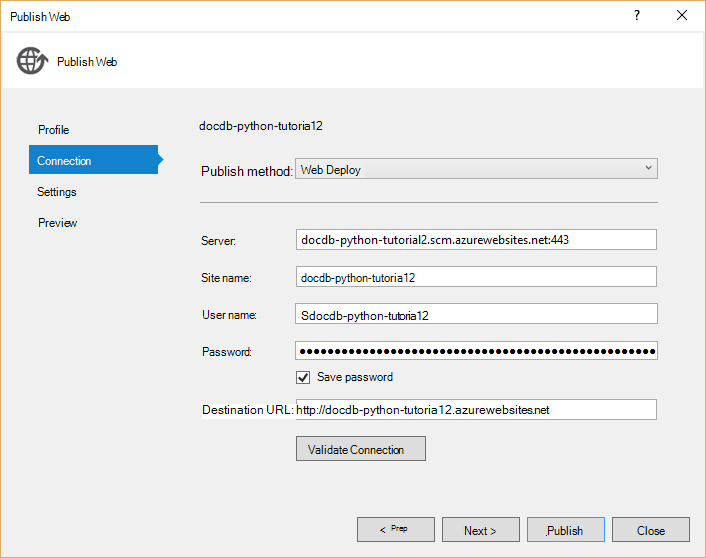 Publish Web
?
Publish Web
Profile
Connection
Settings
Preview
docdb-python-tutoria12
Publish method: Web Deploy
Server: docdb-python-tutorial2.scm.azurewebsites.net:443
Site name: docdb-python-tutoria12
User name: Sdocdb-python-tutoria12
Password: ••••••••••••••••••••••••••••••••••••••••••••••••••
Save password
Destination URL: http://docdb-python-tutoria12.azurewebsites.net
Validate Connection
< Prep
Next >
Publish
Close